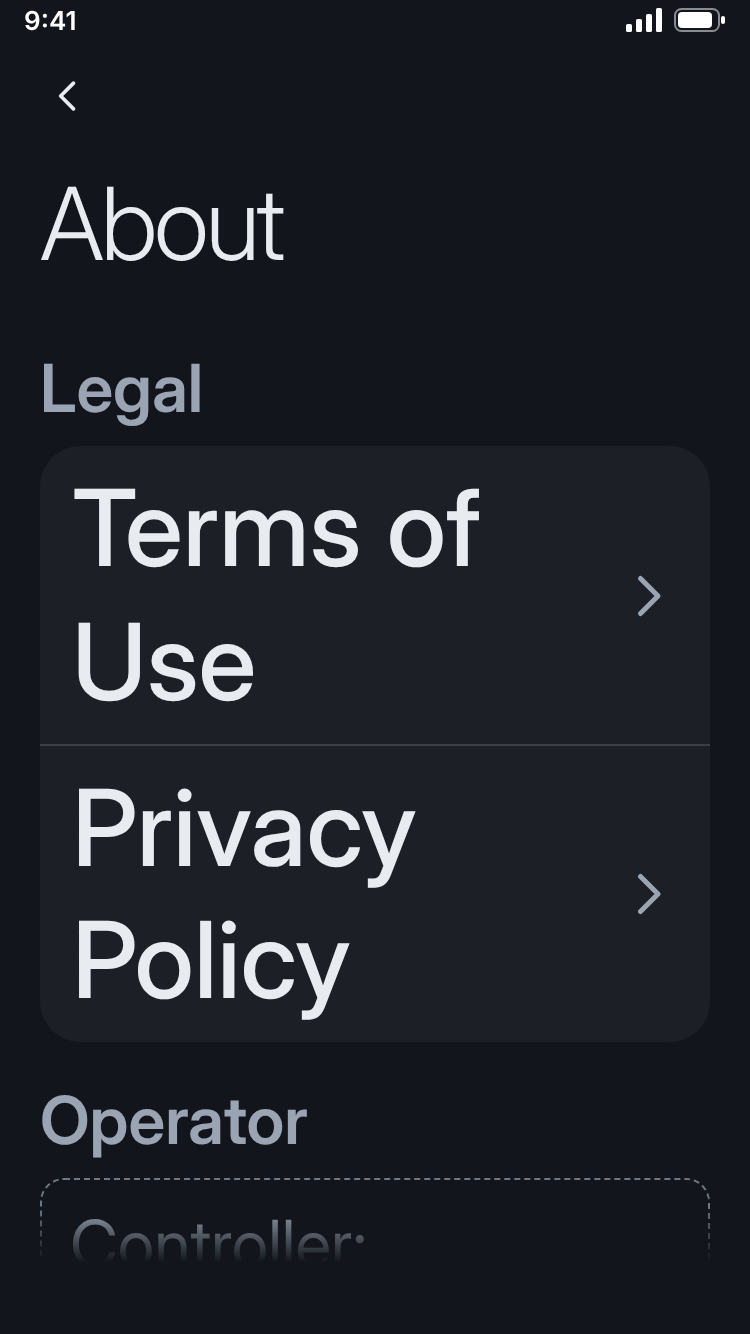 9:41
About
Legal
Terms of
Use
Privacy
Policy
Operator
Controller: